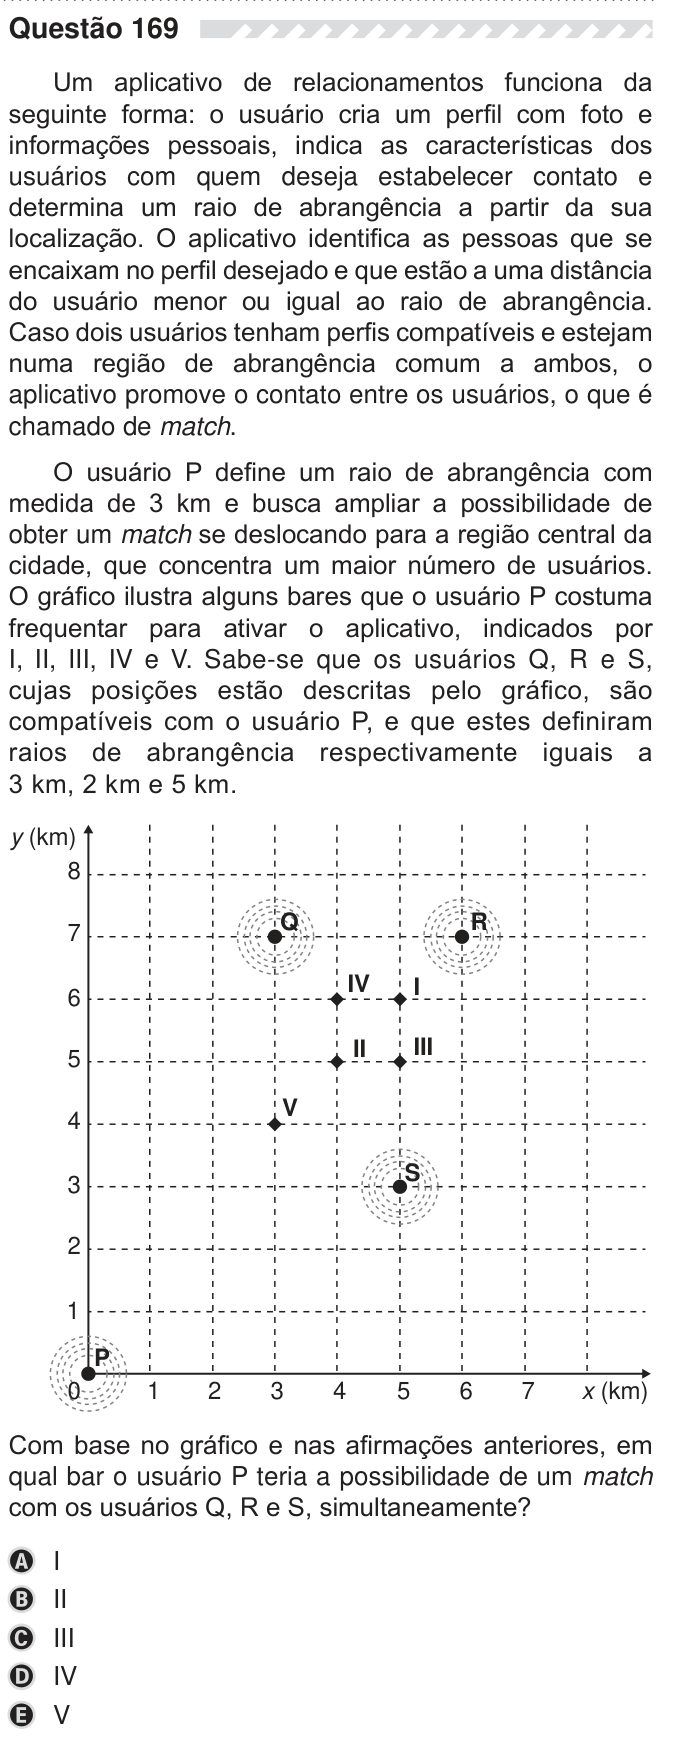 Questão 169
Um aplicativo de relacionamentos funciona da
seguinte forma: o usuário cria um perfil com foto e
informações pessoais, indica as características dos
usuários com quem deseja estabelecer contato e
determina um raio de abrangência a partir da sua
localização. O aplicativo identifica as pessoas que se
encaixam no perfil desejado e que estão a uma distância
do usuário menor ou igual ao raio de abrangência.
Caso dois usuários tenham perfis compatíveis e estejam
numa região de abrangência comum a ambos, o
aplicativo promove o contato entre os usuários, o que é
chamado de match.
O usuário P define um raio de abrangência com
medida de 3 km e busca ampliar a possibilidade de
obter um match se deslocando para a região central da
cidade, que concentra um maior número de usuários.
O gráfico ilustra alguns bares que o usuário P costuma
frequentar para ativar o aplicativo, indicados por
I, II, III, IV e V. Sabe-se que os usuários Q, R e S,
cujas posições estão descritas pelo gráfico, são
compatíveis com o usuário P, e que estes definiram
raios de abrangência respectivamente iguais a
3 km, 2 km e 5 km.
y (km)
8
7 Q R
6 IV I
5 II III
4 V
3 S
2
1
P
0 1 2 3 4 5 6 7 x (km)
Com base no gráfico e nas afirmações anteriores, em
qual bar o usuário P teria a possibilidade de um match
com os usuários Q, R e S, simultaneamente?
A I
B II
C III
D IV
E V